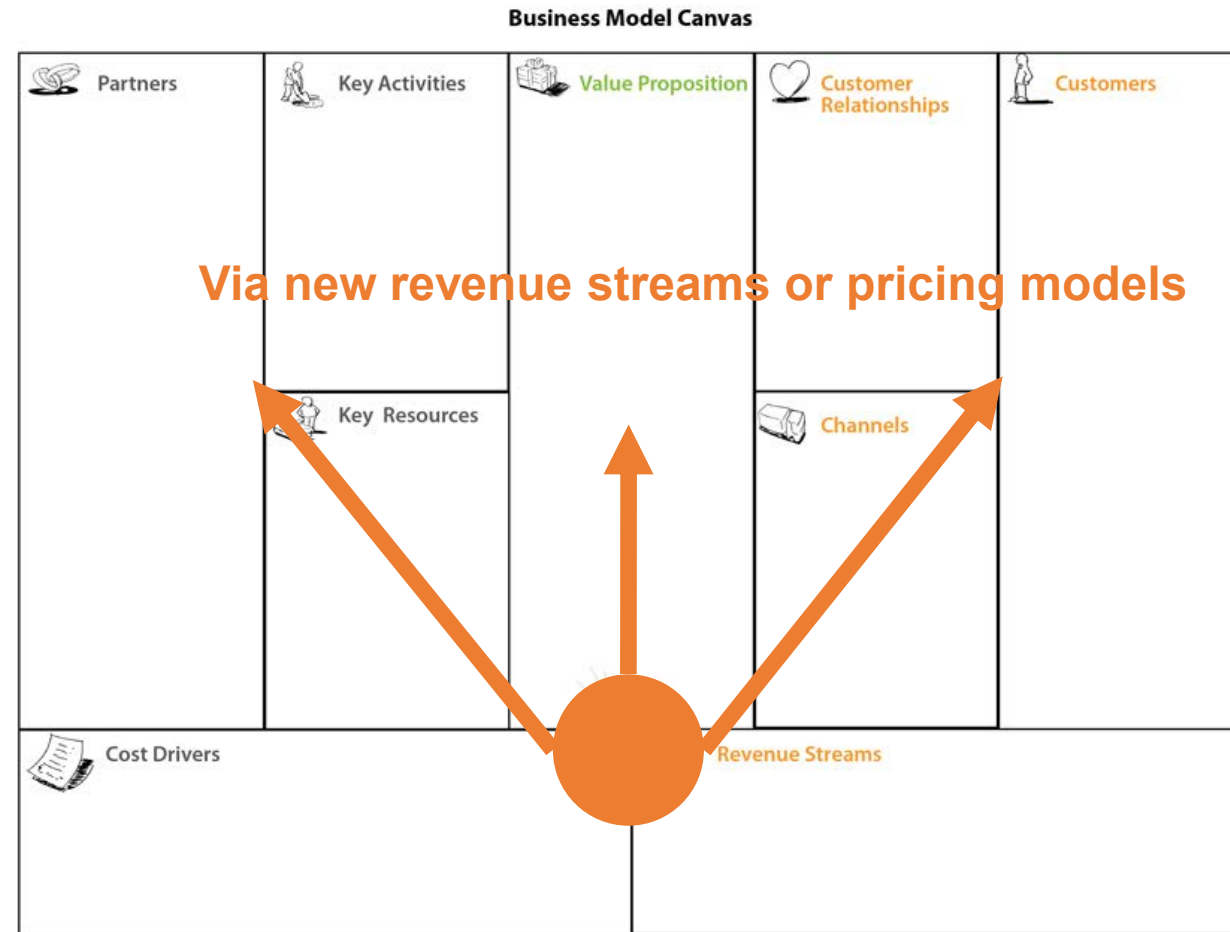 Business Model Canvas
Partners
Key Activities
Value Proposition
Customer
Relationships
Customers
Via new revenue streams or pricing models
Key Resources
Channels
Cost Drivers
Revenue Streams